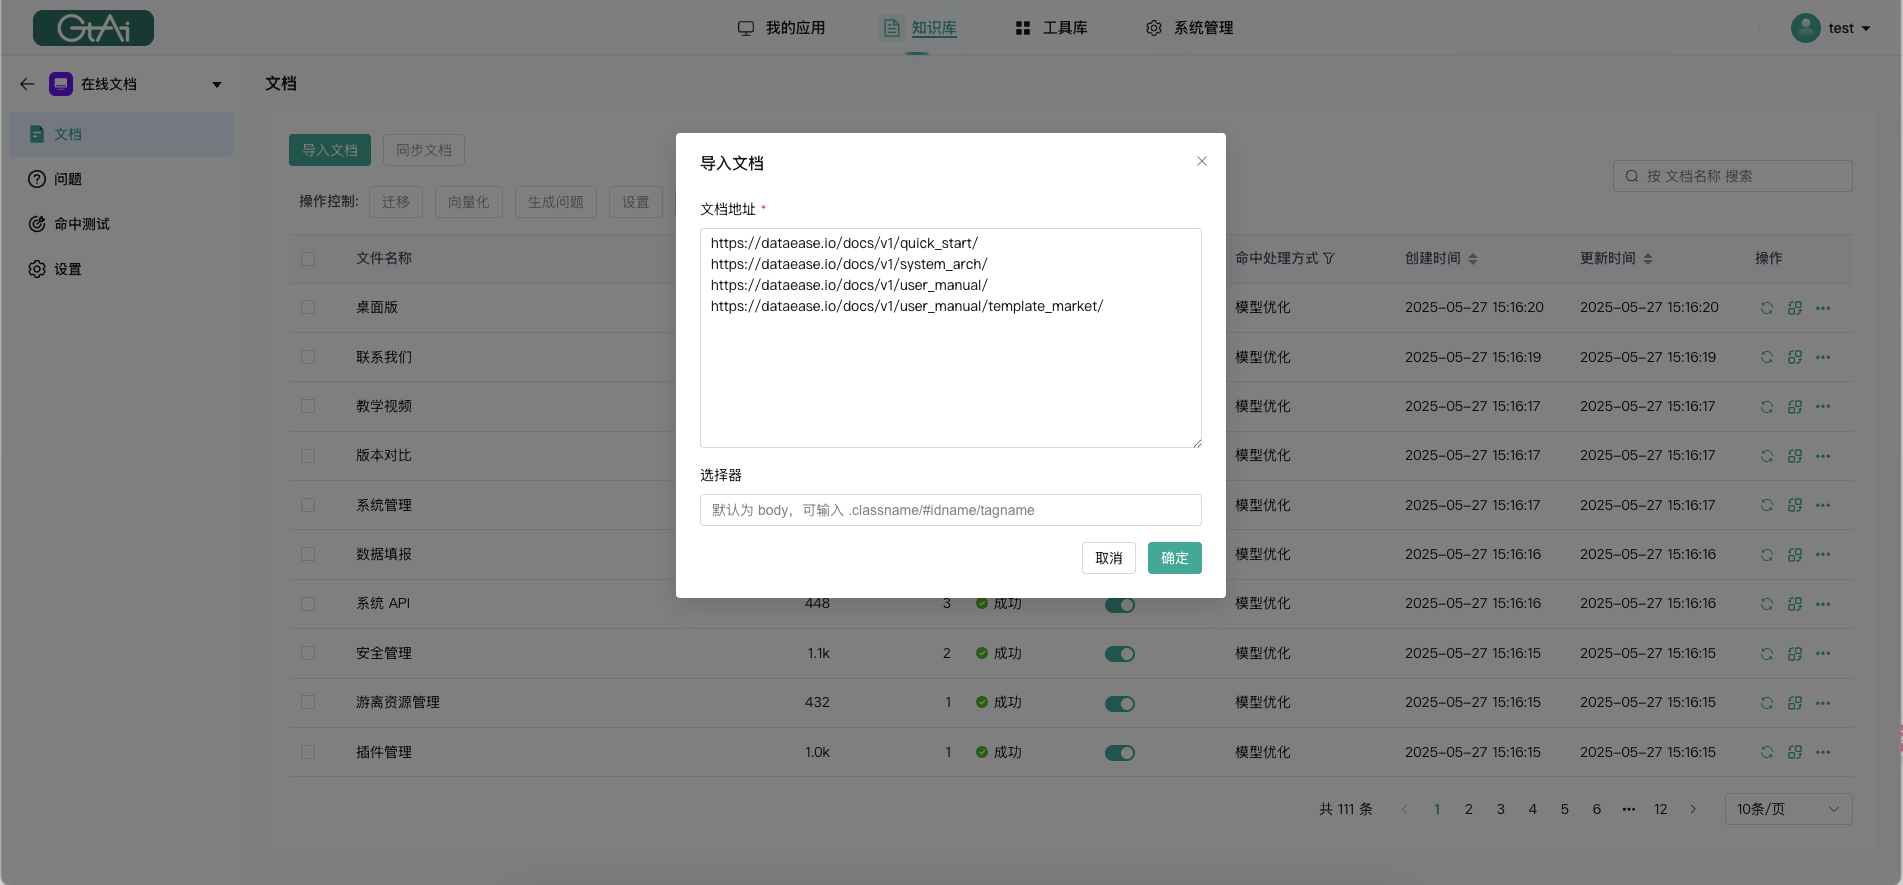 GtAi
我的应用
知识库
工具库
系统管理
test
在线文档
文档
问题
命中测试
设置
文档
导入文档
同步文档
按 文档名称 搜索
操作控制:
迁移
向量化
生成问题
设置
文件名称
命中处理方式
创建时间
更新时间
操作
桌面版
模型优化
2025-05-27 15:16:20
2025-05-27 15:16:20
联系我们
模型优化
2025-05-27 15:16:19
2025-05-27 15:16:19
教学视频
模型优化
2025-05-27 15:16:17
2025-05-27 15:16:17
版本对比
模型优化
2025-05-27 15:16:17
2025-05-27 15:16:17
系统管理
模型优化
2025-05-27 15:16:17
2025-05-27 15:16:17
数据填报
模型优化
2025-05-27 15:16:16
2025-05-27 15:16:16
系统 API
448
3
成功
模型优化
2025-05-27 15:16:16
2025-05-27 15:16:16
安全管理
1.1k
2
成功
模型优化
2025-05-27 15:16:15
2025-05-27 15:16:15
游离资源管理
432
1
成功
模型优化
2025-05-27 15:16:15
2025-05-27 15:16:15
插件管理
1.0k
1
成功
模型优化
2025-05-27 15:16:15
2025-05-27 15:16:15
共 111 条
1
2
3
4
5
6
•••
12
10条/页
导入文档
文档地址 *
https://dataease.io/docs/v1/quick_start/
https://dataease.io/docs/v1/system_arch/
https://dataease.io/docs/v1/user_manual/
https://dataease.io/docs/v1/user_manual/template_market/
选择器
默认为 body，可输入 .classname/#idname/tagname
取消
确定